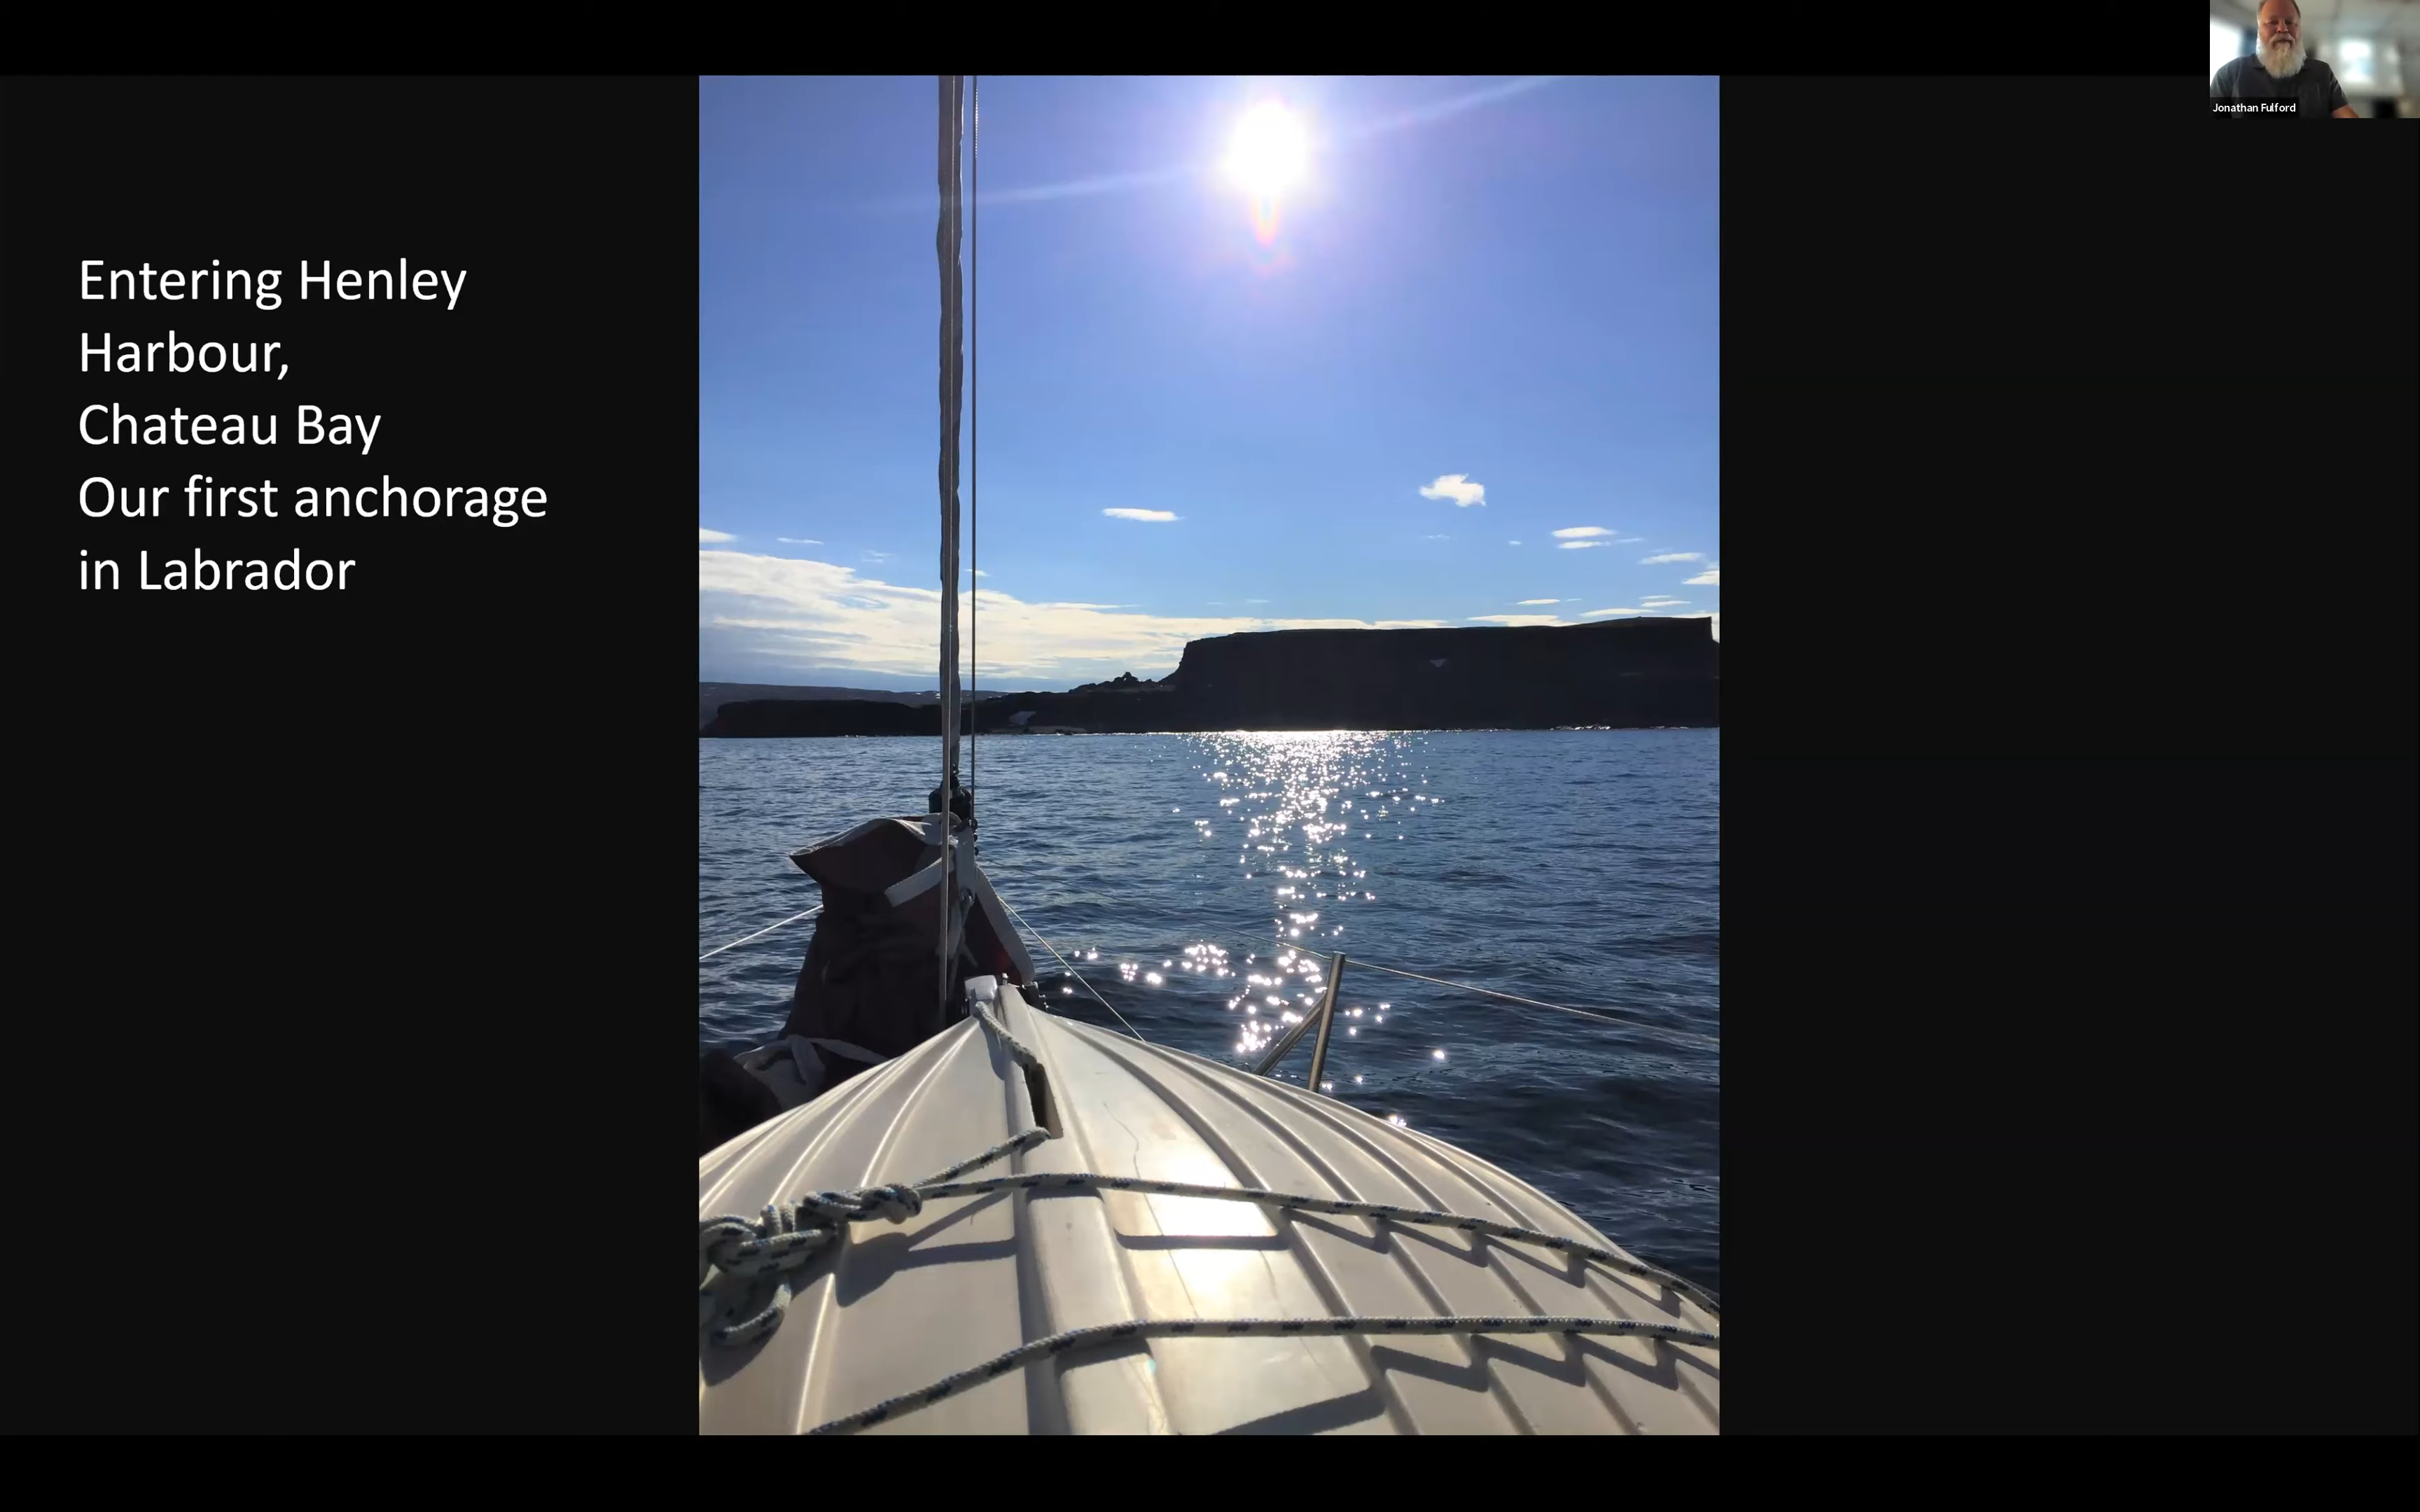 Entering Henley
Harbour,
Chateau Bay
Our first anchorage
in Labrador
Jonathan Fulford